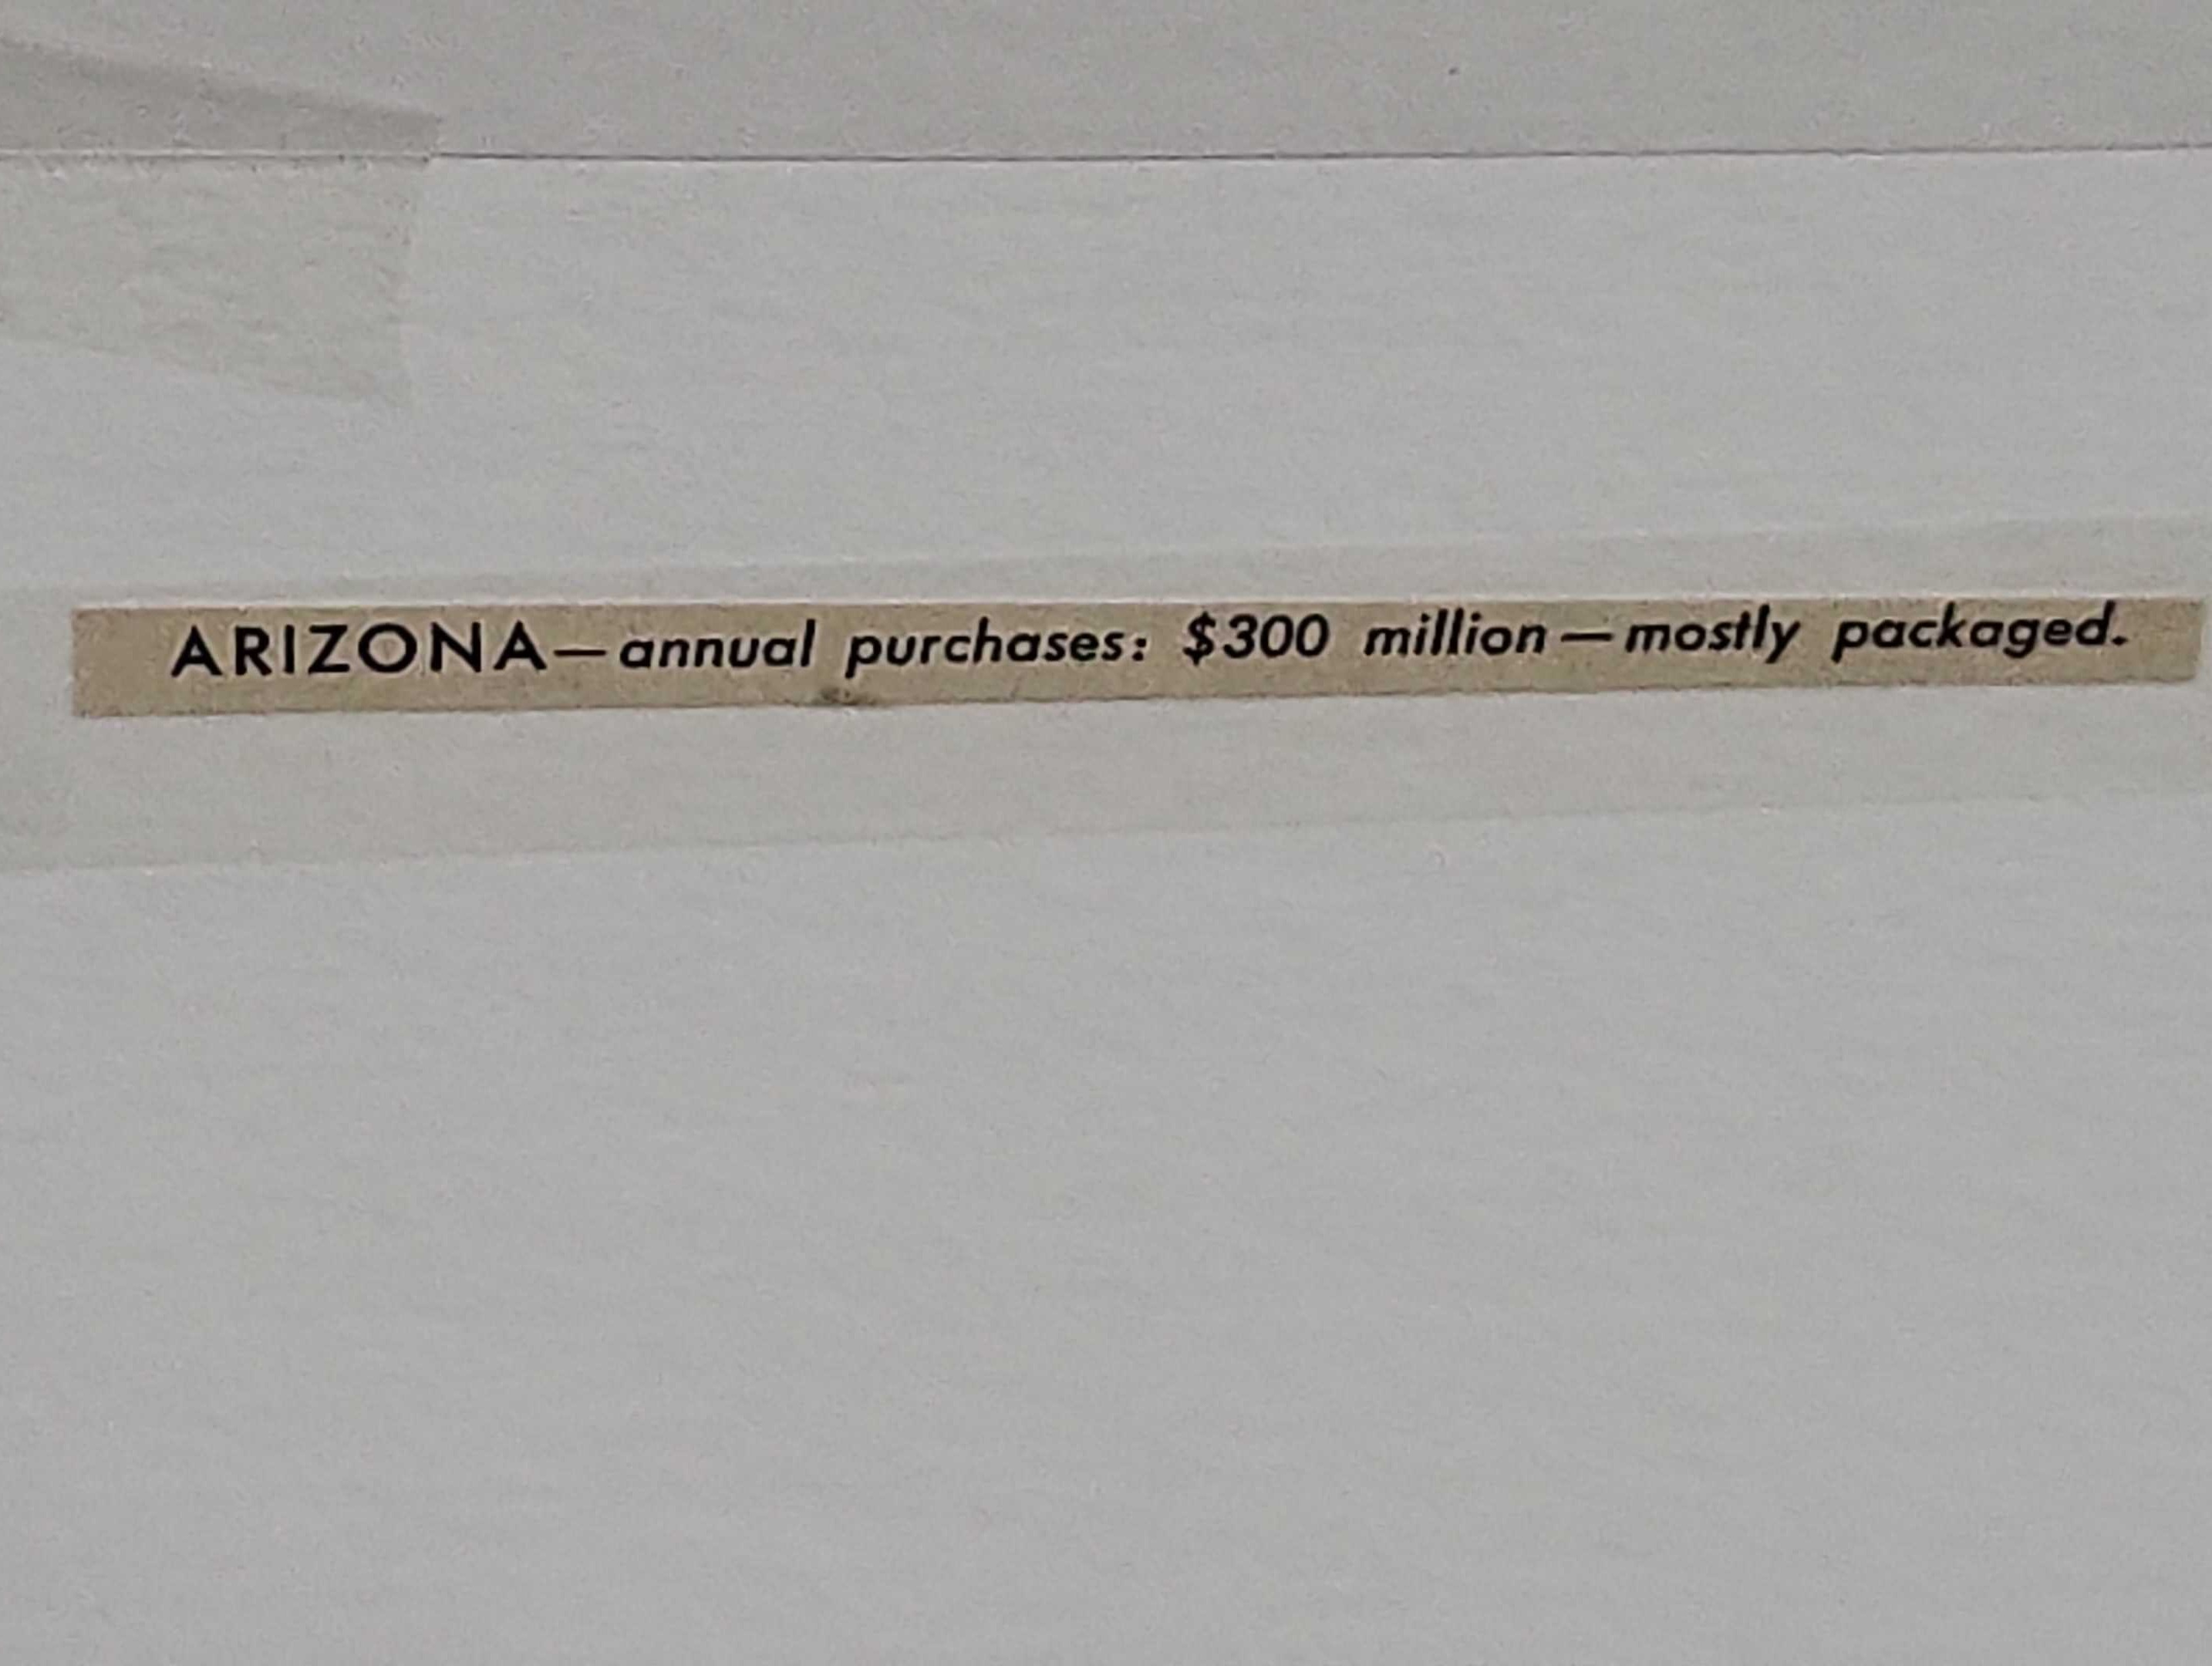 ARIZONA—annual purchases: $300 million—mostly packaged.